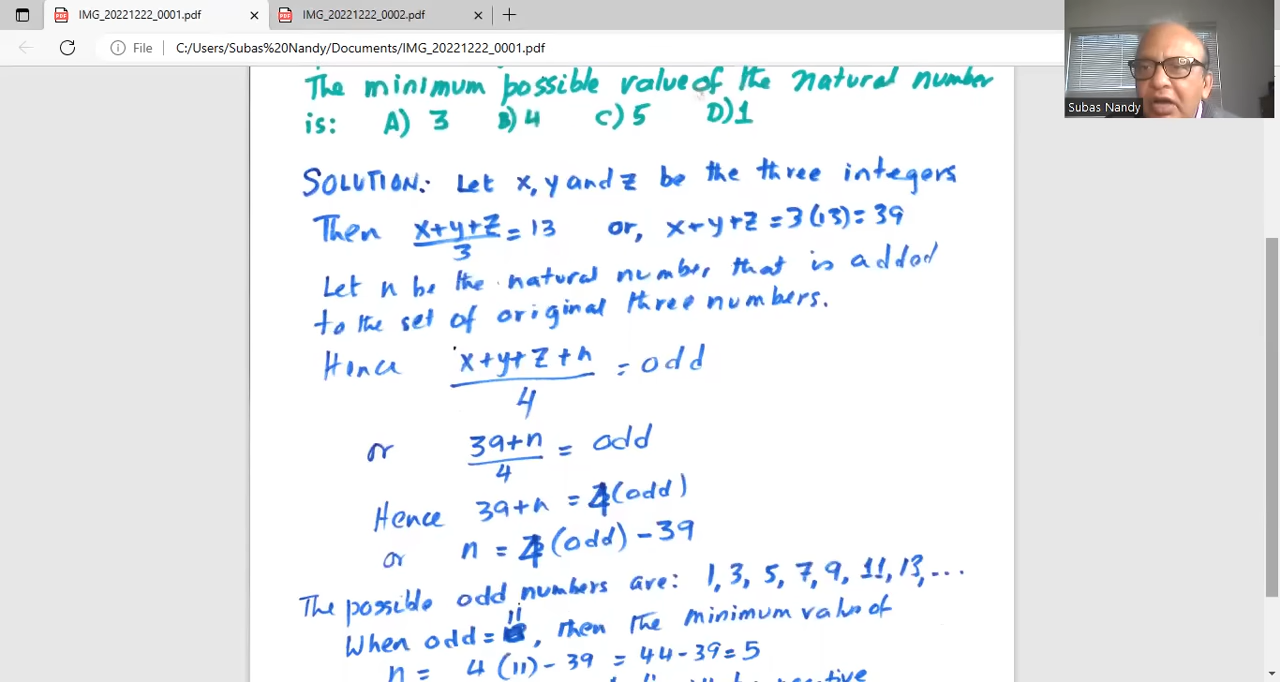 IMG_20221222_0001.pdf
IMG_20221222_0002.pdf
File C:/Users/Subas%20Nandy/Documents/IMG_20221222_0001.pdf
Subas Nandy
The minimum possible value of the natural number
is: A) 3 B) 4 C) 5 D) 1
SOLUTION: Let x, y and z be the three integers
Then x+y+z/3 = 13 or, x+y+z = 3(13) = 39
Let n be the natural number that is added
to the set of original three numbers.
Hence x+y+z+n/4 = odd
or 39+n/4 = odd
Hence 39+n = 4(odd)
or n = 4(odd) - 39
The possible odd numbers are: 1, 3, 5, 7, 9, 11, 13, ...
When odd = 11, then the minimum value of
n = 4(11) - 39 = 44 - 39 = 5